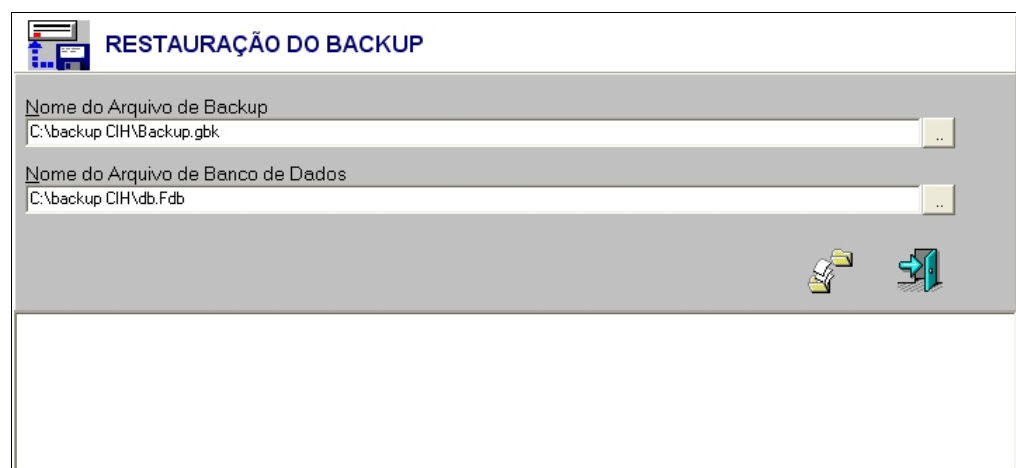 RESTAURAÇÃO DO BACKUP
Nome do Arquivo de Backup
C:\backup CIH\Backup.gbk
..
Nome do Arquivo de Banco de Dados
C:\backup CIH\db.Fdb
..